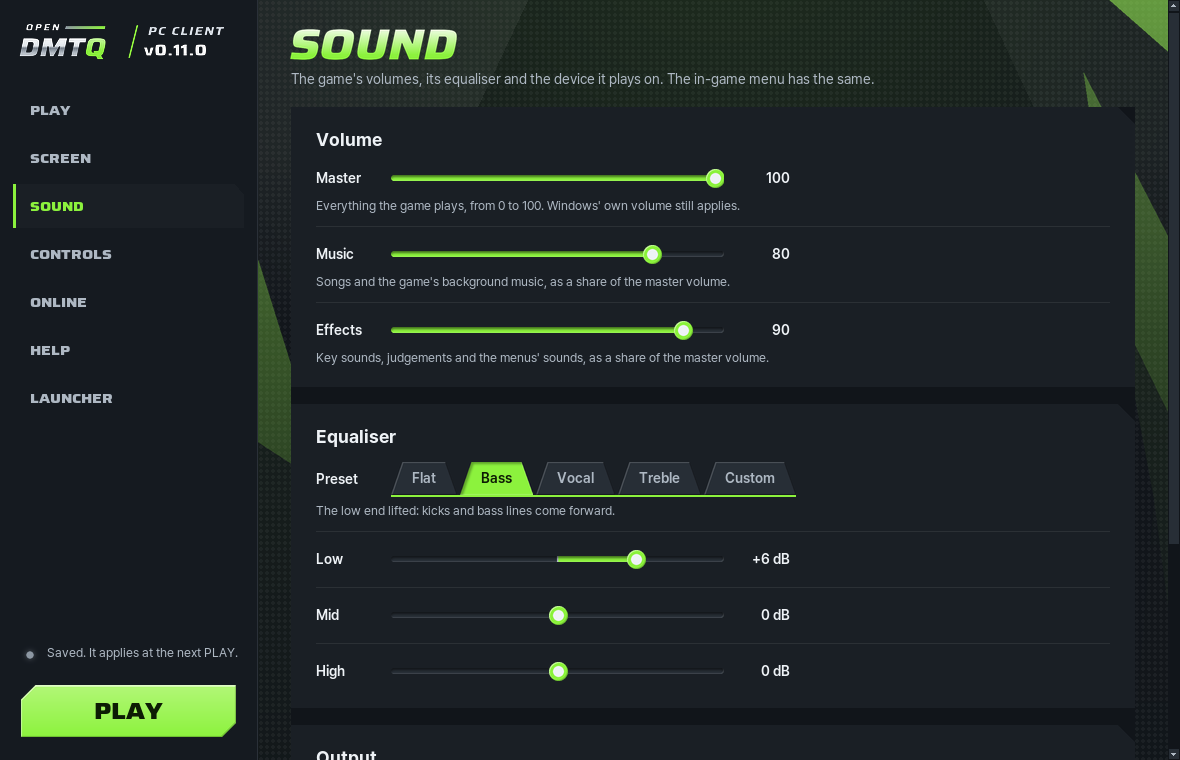 OPEN
DMTQ
PC CLIENT
v0.11.0
PLAY
SCREEN
SOUND
CONTROLS
ONLINE
HELP
LAUNCHER
Saved. It applies at the next PLAY.
PLAY
SOUND
The game's volumes, its equaliser and the device it plays on. The in-game menu has the same.
Volume
Master 100
Everything the game plays, from 0 to 100. Windows' own volume still applies.
Music 80
Songs and the game's background music, as a share of the master volume.
Effects 90
Key sounds, judgements and the menus' sounds, as a share of the master volume.
Equaliser
Preset Flat Bass Vocal Treble Custom
The low end lifted: kicks and bass lines come forward.
Low +6 dB
Mid 0 dB
High 0 dB
Output